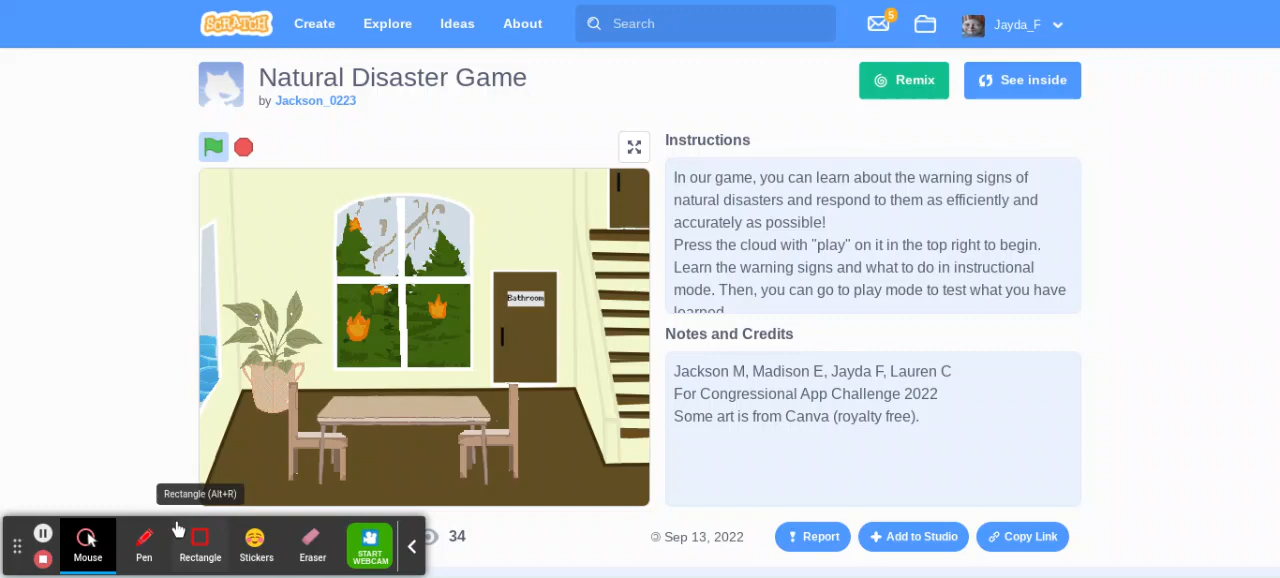 SCRATCH
Create
Explore
Ideas
About
Search
5
Jayda_F
Natural Disaster Game
by Jackson_0223
Remix
See inside
Instructions
In our game, you can learn about the warning signs of
natural disasters and respond to them as efficiently and
accurately as possible!
Press the cloud with "play" on it in the top right to begin.
Learn the warning signs and what to do in instructional
mode. Then, you can go to play mode to test what you have
learned.
Bathroom
Notes and Credits
Jackson M, Madison E, Jayda F, Lauren C
For Congressional App Challenge 2022
Some art is from Canva (royalty free).
Rectangle (Alt+R)
Mouse
Pen
Rectangle
Stickers
Eraser
START
WEBCAM
34
© Sep 13, 2022
Report
Add to Studio
Copy Link